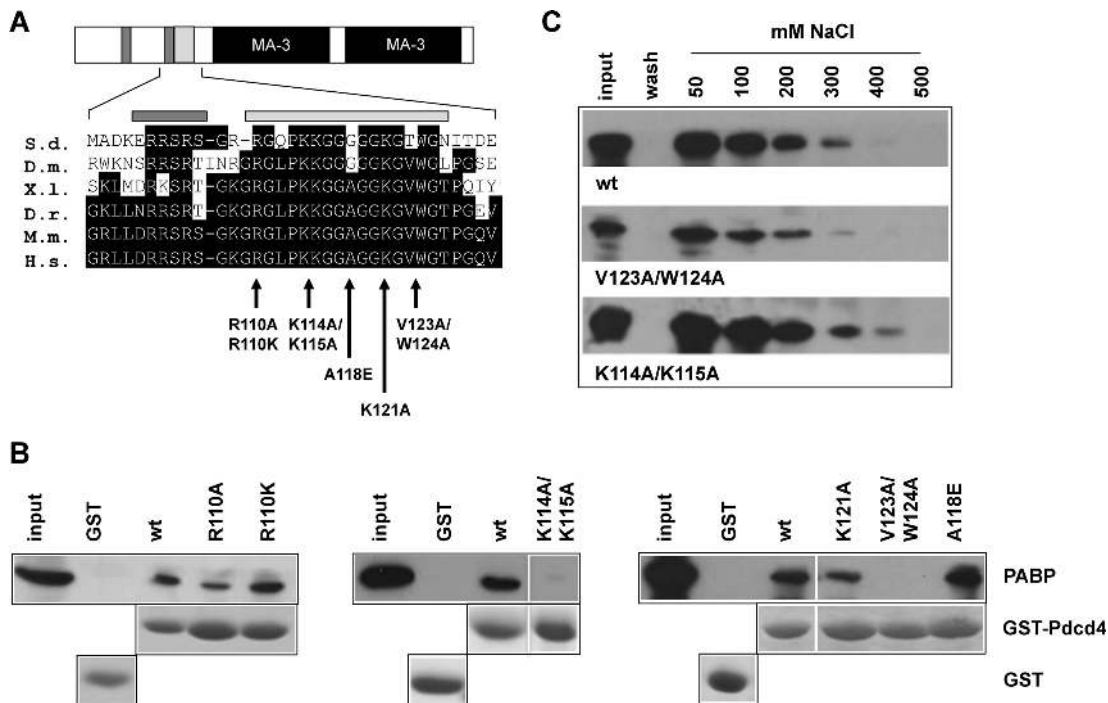 A
MA-3 MA-3
S.d. MADKERRSRS-GR-RGQPKKGGGGGKGTWGNITDE
D.m. RWKNSRRSRTINRGRGLPKKGGGGGKGVWGLPGSE
X.l. SKLMDRKSRT-GKGRGLPKKGGAGGKGVWGTPQIY
D.r. GKLLNRRSRT-GKGRGLPKKGGAGGKGVWGTPGEV
M.m. GRLLDRRSRS-GKGRGLPKKGGAGGKGVWGTPGQV
H.s. GRLLDRRSRS-GKGRGLPKKGGAGGKGVWGTPGQV
R110A K114A/ V123A/
R110K K115A W124A
A118E
K121A
C
mM NaCl
input wash 50 100 200 300 400 500
wt
V123A/W124A
K114A/K115A
B
input GST wt R110A R110K
input GST wt K114A/ K115A
input GST wt K121A V123A/ W124A A118E
PABP
GST-Pdcd4
GST